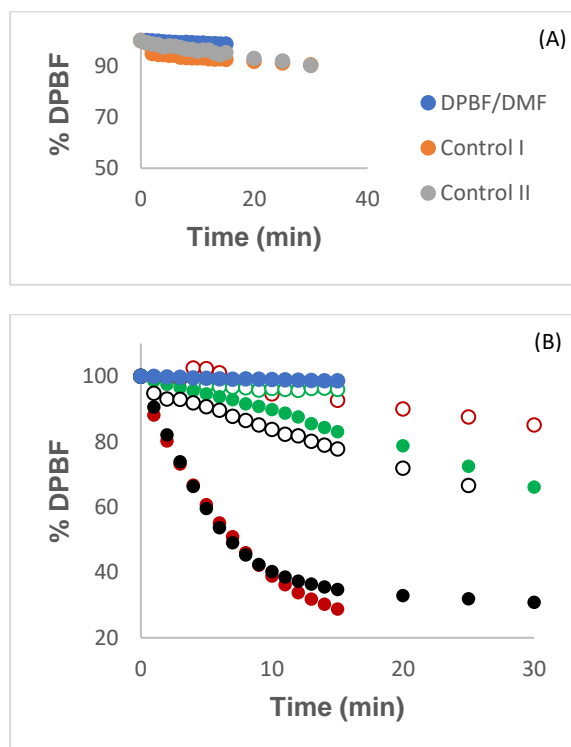 (A)
% DPBF
90
70
50
0
20
40
Time (min)
DPBF/DMF
Control I
Control II
(B)
% DPBF
100
80
60
40
20
0
10
20
30
Time (min)